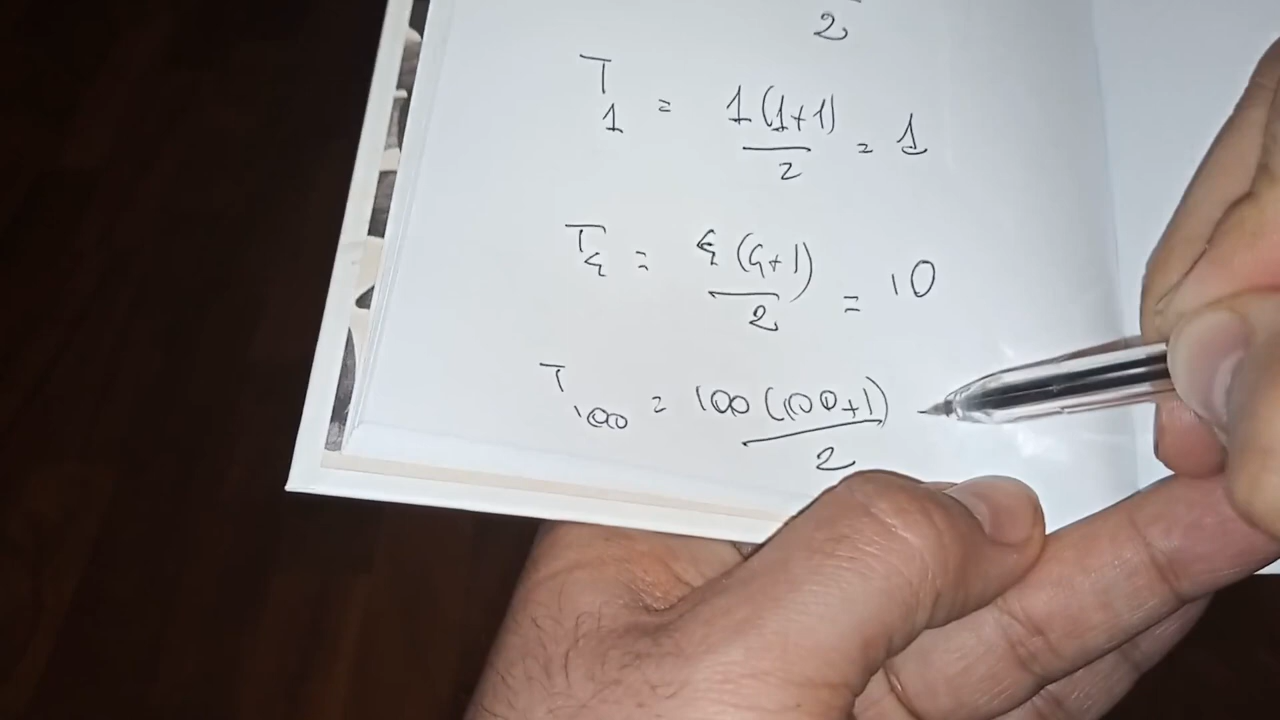 2
T1 = 1(1+1)/2 = 1
T4 = 4(4+1)/2 = 10
T100 = 100(100+1)/2